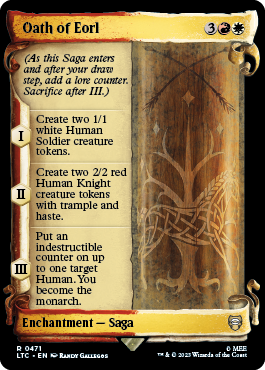 Oath of Eorl 3
(As this Saga enters
and after your draw
step, add a lore counter.
Sacrifice after III.)
I
Create two 1/1
white Human
Soldier creature
tokens.
II
Create two 2/2 red
Human Knight
creature tokens
with trample and
haste.
III
Put an
indestructible
counter on up
to one target
Human. You
become the
monarch.
Enchantment — Saga
R 0471
LTC • EN Randy Gallegos
© MEE
™ & © 2023 Wizards of the Coast